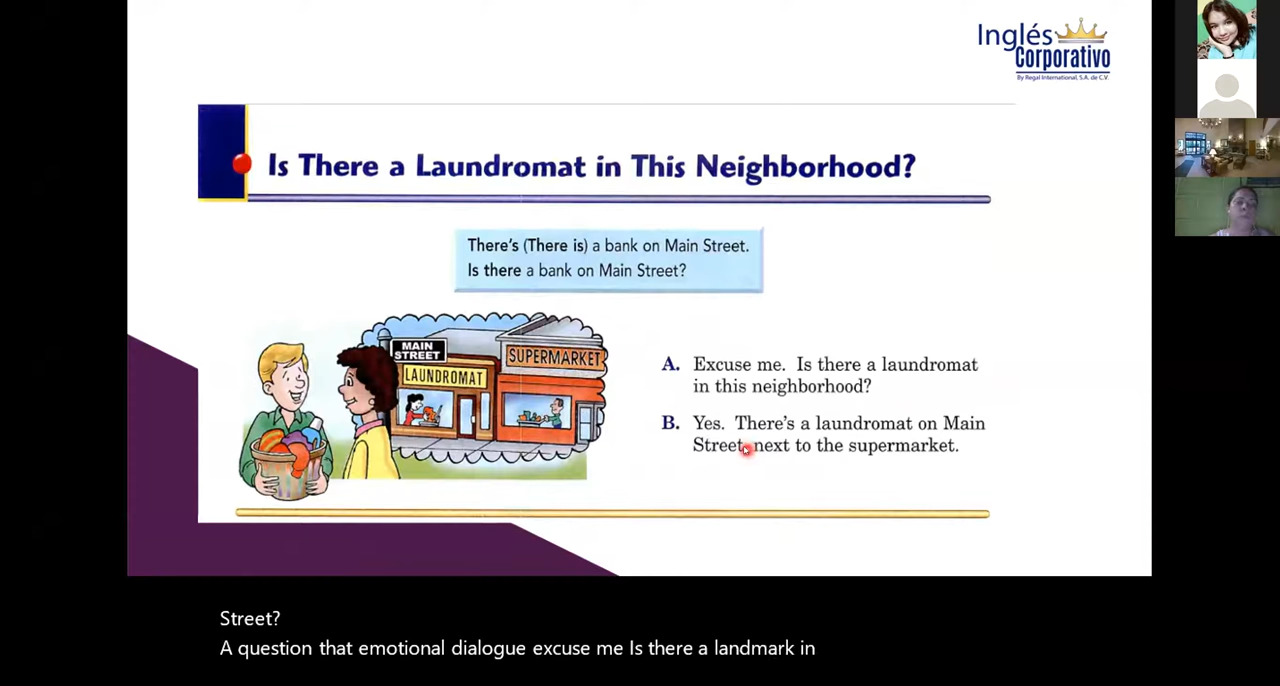 Inglés
Corporativo
By Regal International, S.A. de C.V.
Is There a Laundromat in This Neighborhood?
There's (There is) a bank on Main Street.
Is there a bank on Main Street?
MAIN
STREET
LAUNDROMAT
SUPERMARKET
A. Excuse me. Is there a laundromat
in this neighborhood?
B. Yes. There's a laundromat on Main
Street, next to the supermarket.
Street?
A question that emotional dialogue excuse me Is there a landmark in